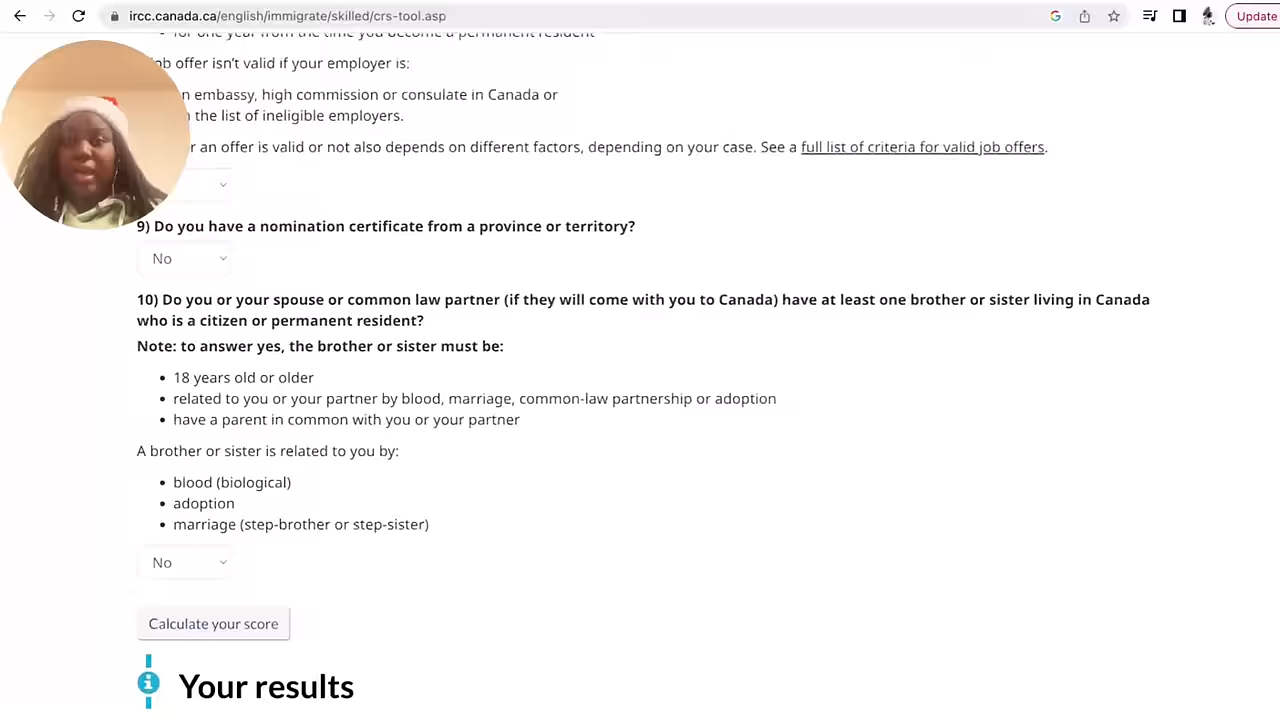 ircc.canada.ca/english/immigrate/skilled/crs-tool.asp
Update
for one year from the time you become a permanent resident
job offer isn't valid if your employer is:
embassy, high commission or consulate in Canada or
the list of ineligible employers.
an offer is valid or not also depends on different factors, depending on your case. See a full list of criteria for valid job offers.
9) Do you have a nomination certificate from a province or territory?
No
10) Do you or your spouse or common law partner (if they will come with you to Canada) have at least one brother or sister living in Canada
who is a citizen or permanent resident?
Note: to answer yes, the brother or sister must be:
18 years old or older
related to you or your partner by blood, marriage, common-law partnership or adoption
have a parent in common with you or your partner
A brother or sister is related to you by:
blood (biological)
adoption
marriage (step-brother or step-sister)
No
Calculate your score
Your results